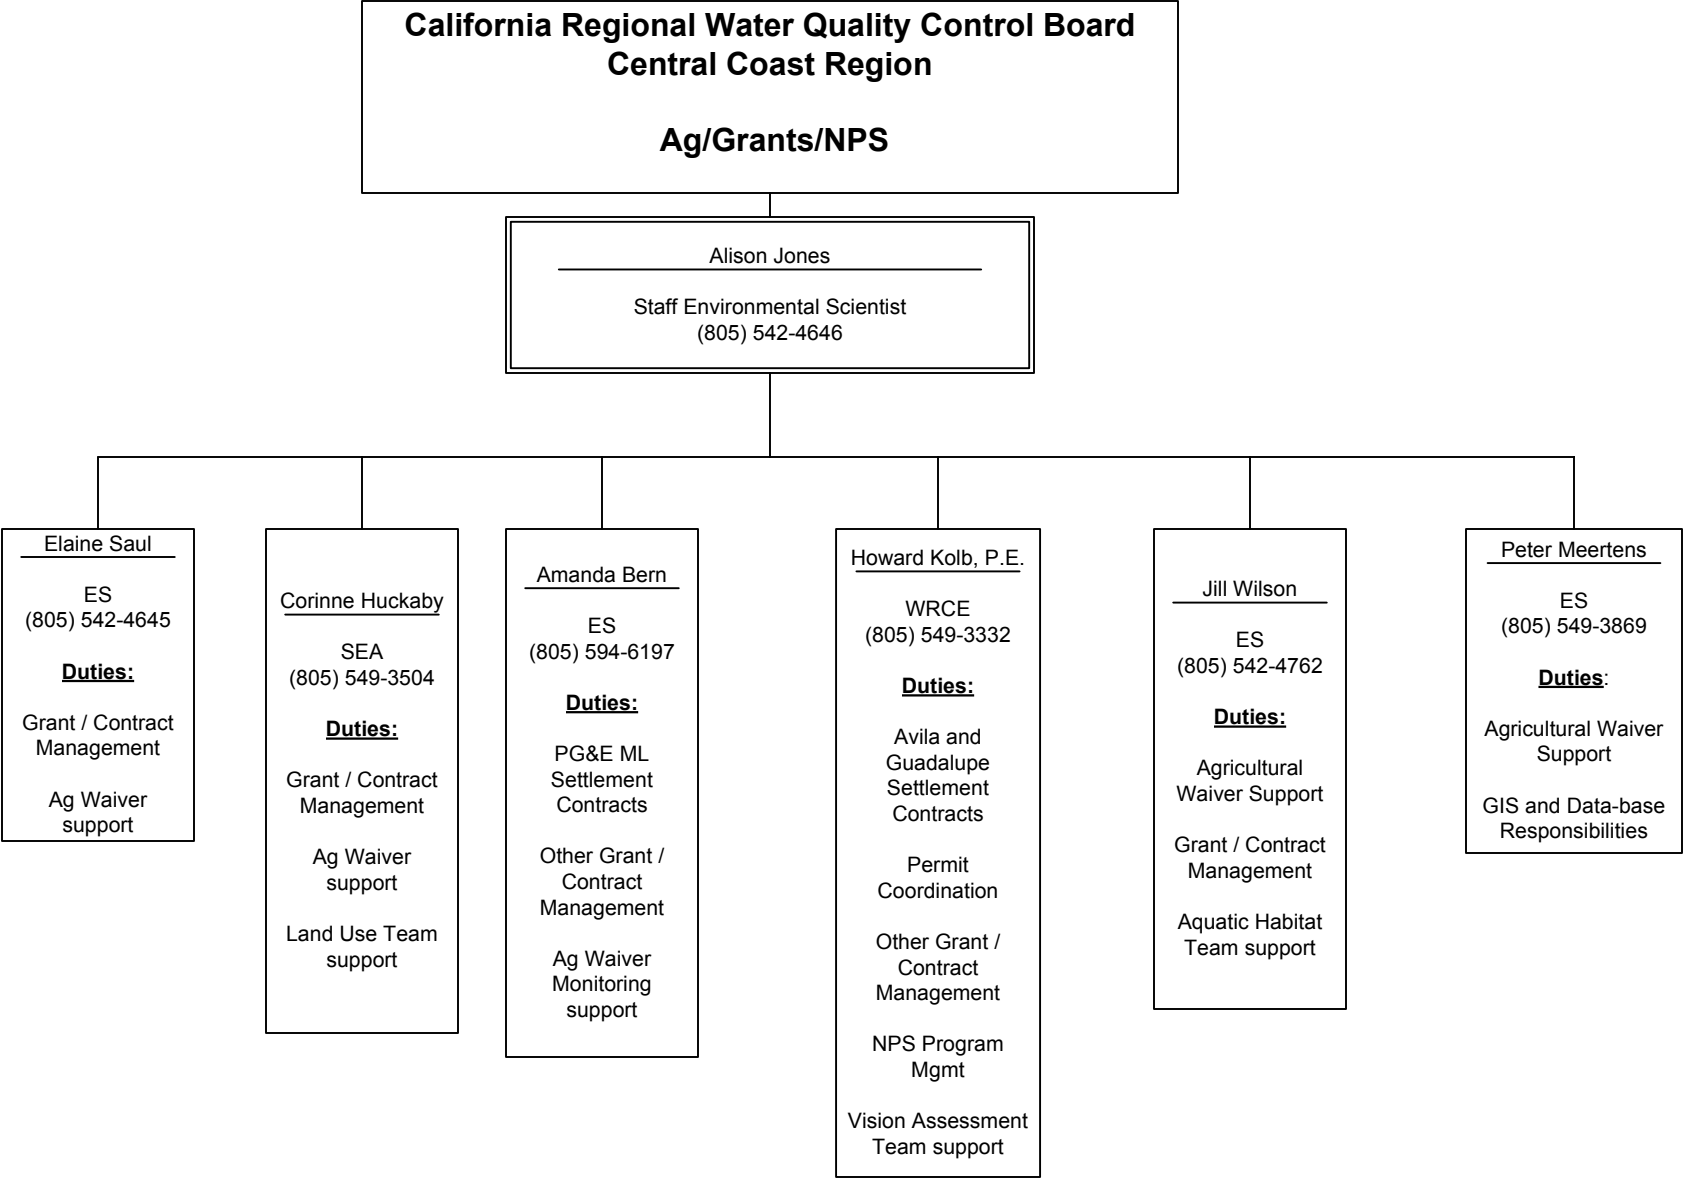 California Regional Water Quality Control Board
Central Coast Region
Ag/Grants/NPS
Alison Jones
Staff Environmental Scientist
(805) 542-4646
Elaine Saul
ES
(805) 542-4645
Duties:
Grant / Contract
Management
Ag Waiver
support
Corinne Huckaby
SEA
(805) 549-3504
Duties:
Grant / Contract
Management
Ag Waiver
support
Land Use Team
support
Amanda Bern
ES
(805) 594-6197
Duties:
PG&E ML
Settlement
Contracts
Other Grant /
Contract
Management
Ag Waiver
Monitoring
support
Howard Kolb, P.E.
WRCE
(805) 549-3332
Duties:
Avila and
Guadalupe
Settlement
Contracts
Permit
Coordination
Other Grant /
Contract
Management
NPS Program
Mgmt
Vision Assessment
Team support
Jill Wilson
ES
(805) 542-4762
Duties:
Agricultural
Waiver Support
Grant / Contract
Management
Aquatic Habitat
Team support
Peter Meertens
ES
(805) 549-3869
Duties:
Agricultural Waiver
Support
GIS and Data-base
Responsibilities